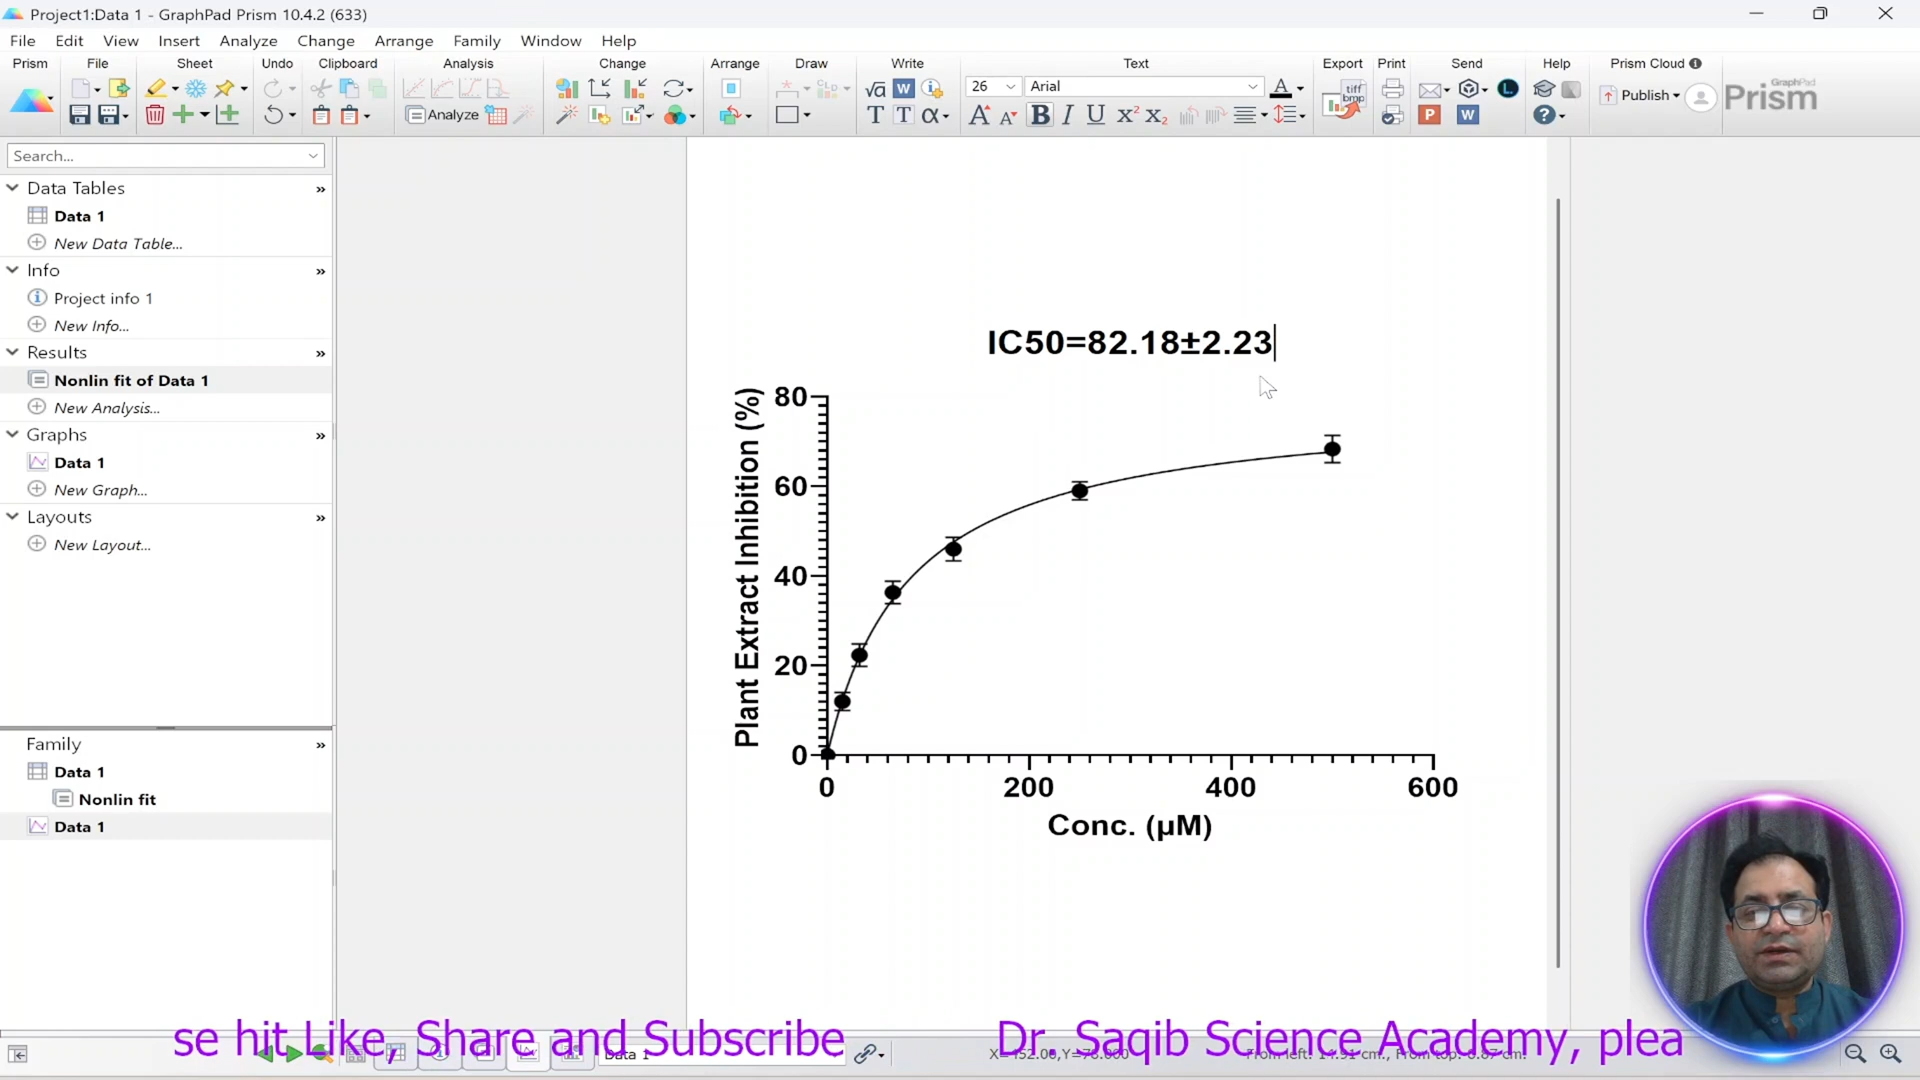 Project1:Data 1 - GraphPad Prism 10.4.2 (633)
File Edit View Insert Analyze Change Arrange Family Window Help
Prism File Sheet Undo Clipboard Analysis Change Arrange Draw Write Text Export Print Send Help Prism Cloud
26 Arial
Analyze
tiff
bmp
Publish
GraphPad
Prism
Search...
Data Tables
Data 1
New Data Table...
Info
Project info 1
New Info...
Results
Nonlin fit of Data 1
New Analysis...
Graphs
Data 1
New Graph...
Layouts
New Layout...
Family
Data 1
Nonlin fit
Data 1
IC50=82.18±2.23
Plant Extract Inhibition (%)
80
60
40
20
0
0 200 400 600
Conc. (µM)
se hit Like, Share and Subscribe Dr. Saqib Science Academy, plea
Data 1